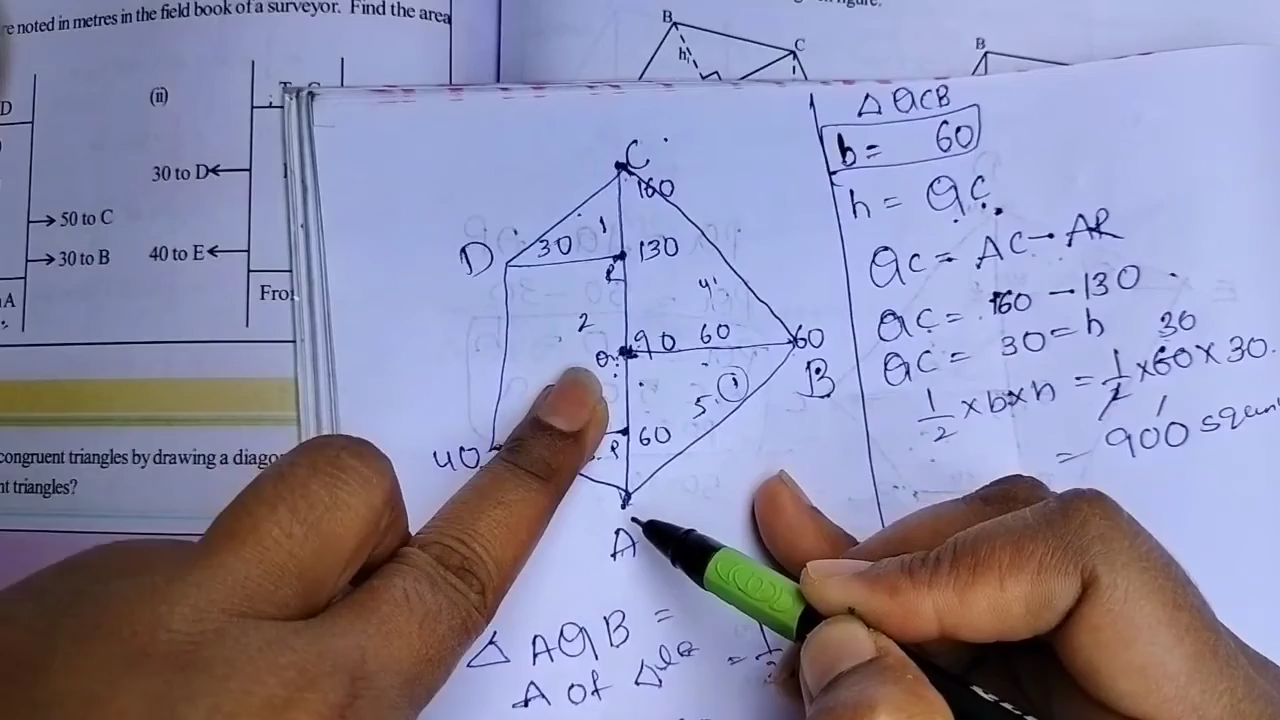 re noted in metres in the field book of a surveyor. Find the area
n figure.
D
(ii)
30 to D
50 to C
30 to B
40 to E
A
Fro
congruent triangles by drawing a diago
nt triangles?
B
h
C
B
C
160
D
30
1
130
R
4
2
Q
90
60
60
B
5
1
40
60
P
A
△ AQB =
A of △le =
△ QCB
b = 60
h = QC
QC = AC - AR
QC = 160 - 130
QC = 30 = h
30
1/2 × b × h = 1/2 × 60 × 30
1
= 900